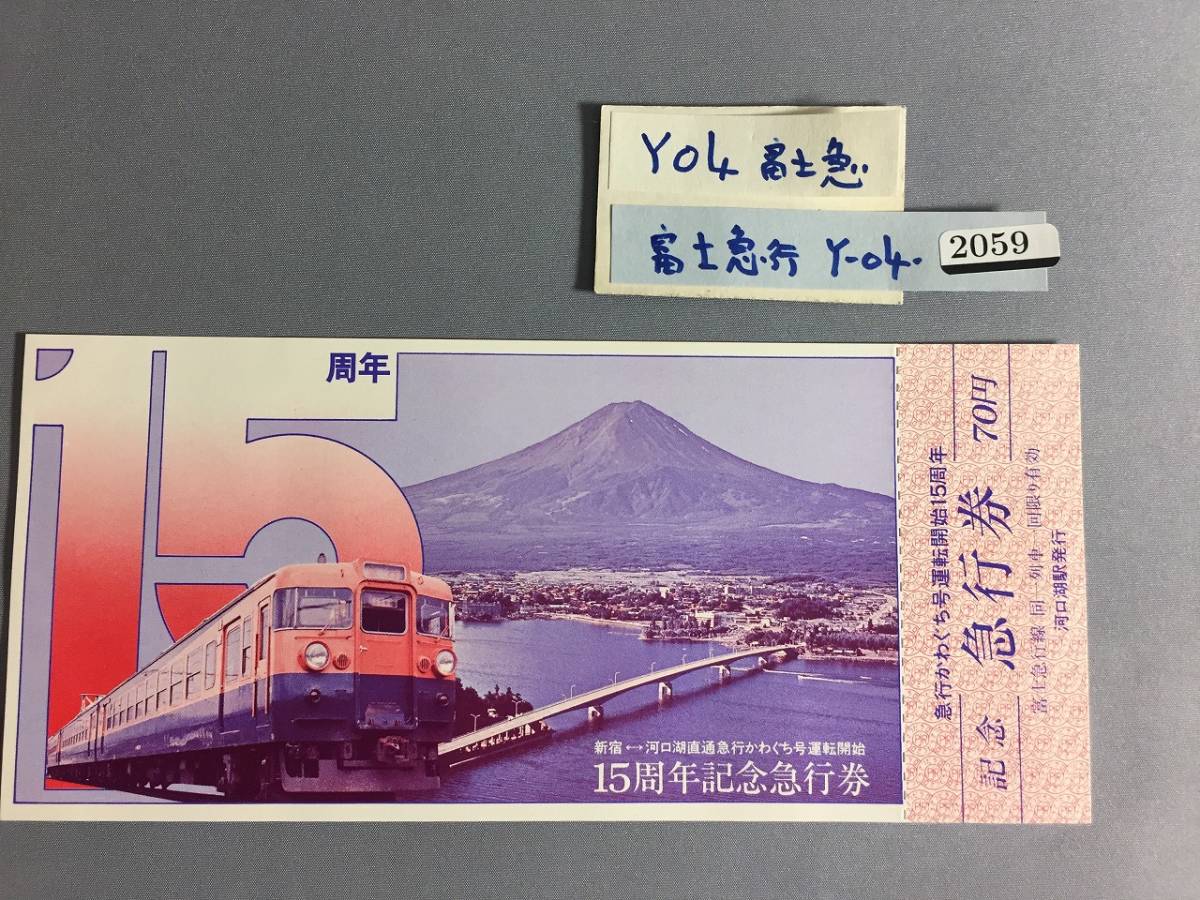 Y04 富士急
富士急行 Y-04.
2059
15
周年
新宿↔河口湖直通急行かわぐち号運転開始
15周年記念急行券
急行かわぐち号運転開始15周年
記念 急行券 70円
富士急行線 同一列車一回限り有効
河口湖駅発行